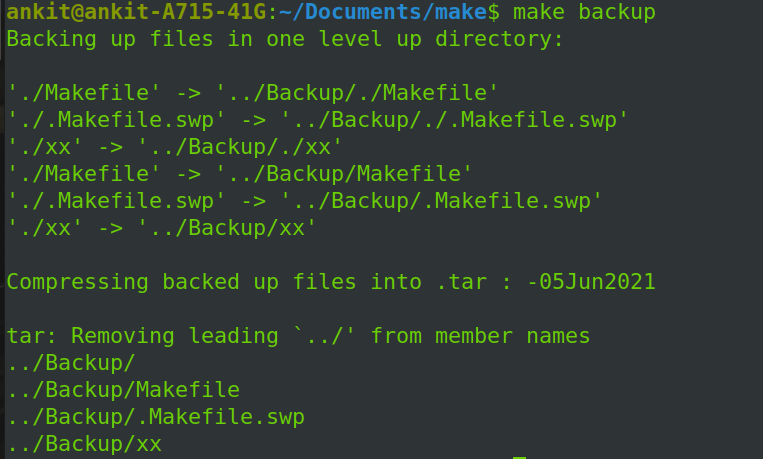 ankit@ankit-A715-41G:~/Documents/make$ make backup
Backing up files in one level up directory:
'./Makefile' -> '../Backup/./Makefile'
'./.Makefile.swp' -> '../Backup/./.Makefile.swp'
'./xx' -> '../Backup/./xx'
'./Makefile' -> '../Backup/Makefile'
'./.Makefile.swp' -> '../Backup/.Makefile.swp'
'./xx' -> '../Backup/xx'
Compressing backed up files into .tar : -05Jun2021
tar: Removing leading `../' from member names
../Backup/
../Backup/Makefile
../Backup/.Makefile.swp
../Backup/xx